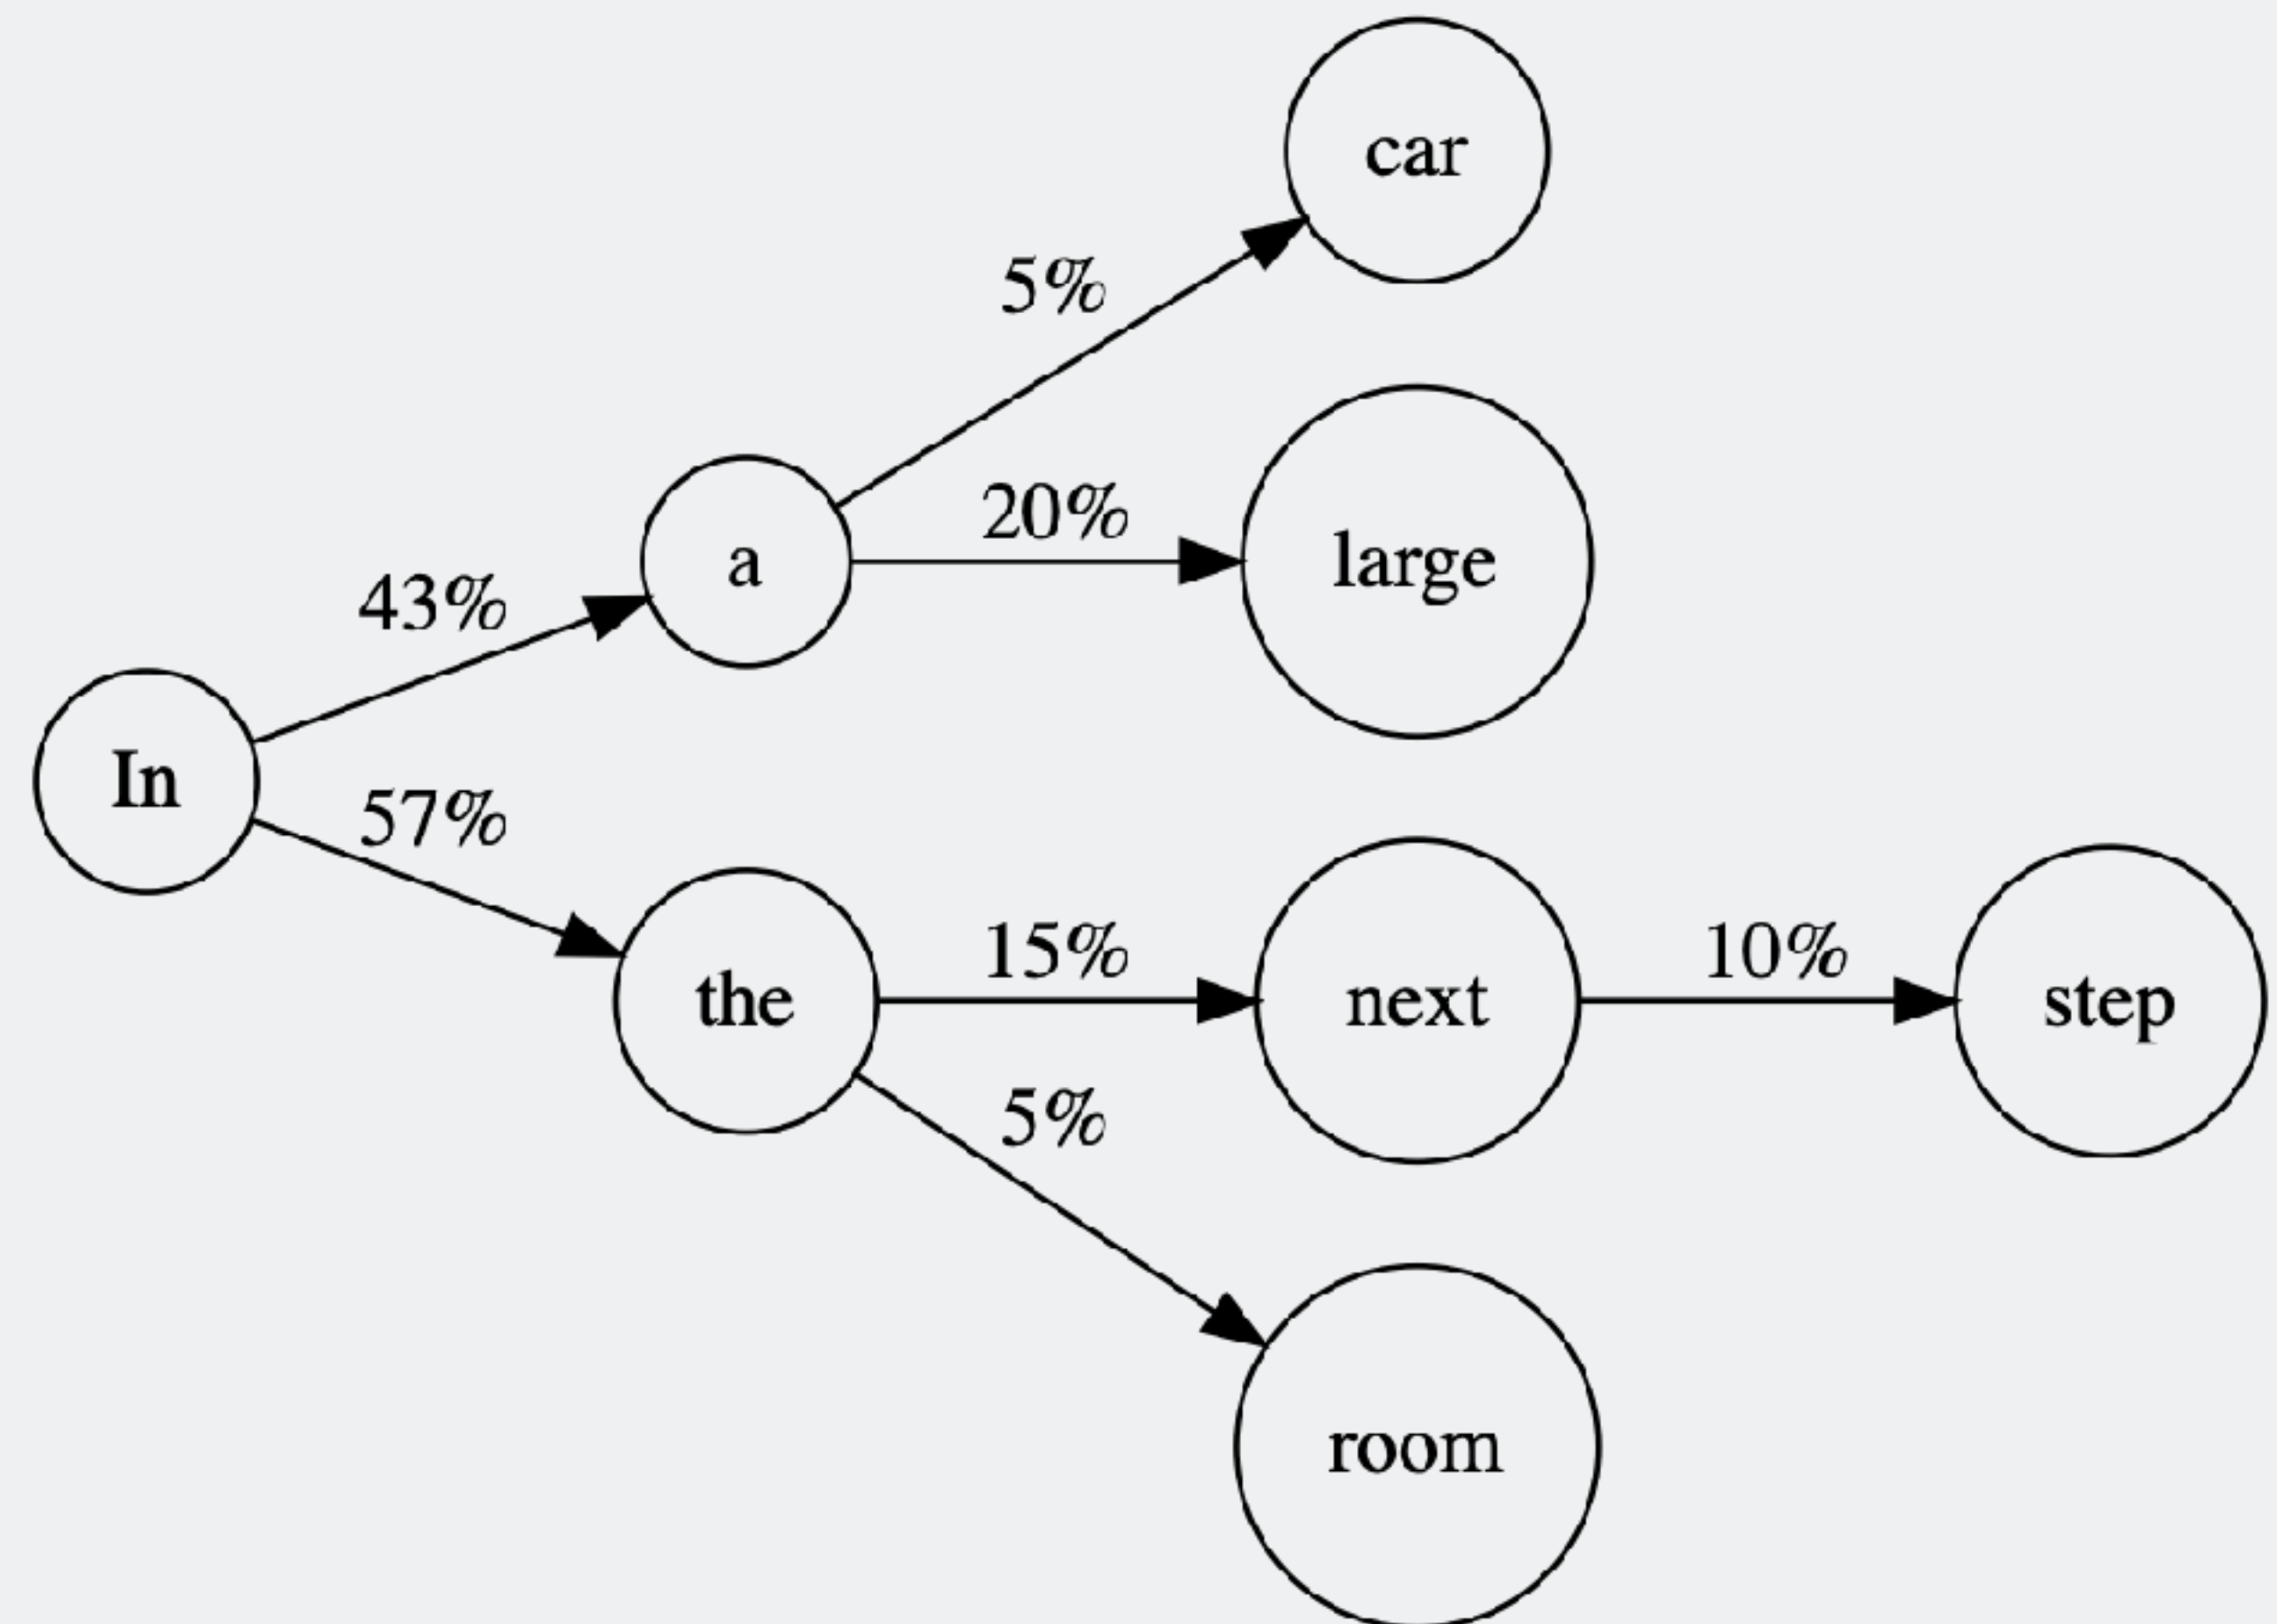 car
5%
20%
large
a
43%
In
57%
the
15%
next
10%
step
5%
room